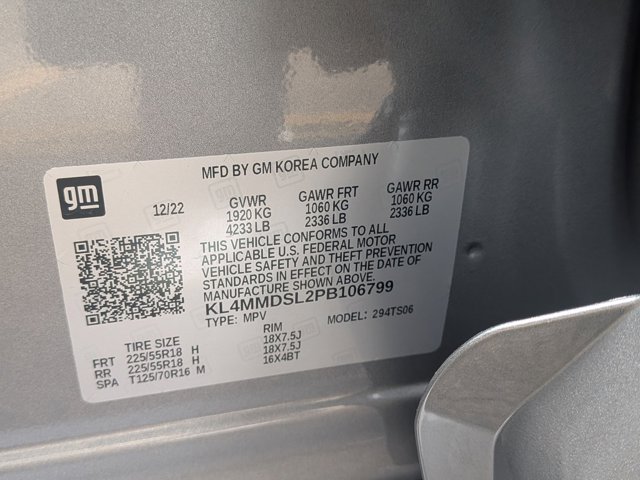 MFD BY GM KOREA COMPANY
gm
12/22 GVWR GAWR FRT GAWR RR
1920 KG 1060 KG 1060 KG
4233 LB 2336 LB 2336 LB
THIS VEHICLE CONFORMS TO ALL
APPLICABLE U.S. FEDERAL MOTOR
VEHICLE SAFETY AND THEFT PREVENTION
STANDARDS IN EFFECT ON THE DATE OF
MANUFACTURE SHOWN ABOVE.
KL4MMDSL2PB106799
TYPE: MPV MODEL: 294TS06
TIRE SIZE RIM
FRT 225/55R18 H 18X7.5J
RR 225/55R18 H 18X7.5J
SPA T125/70R16 M 16X4BT